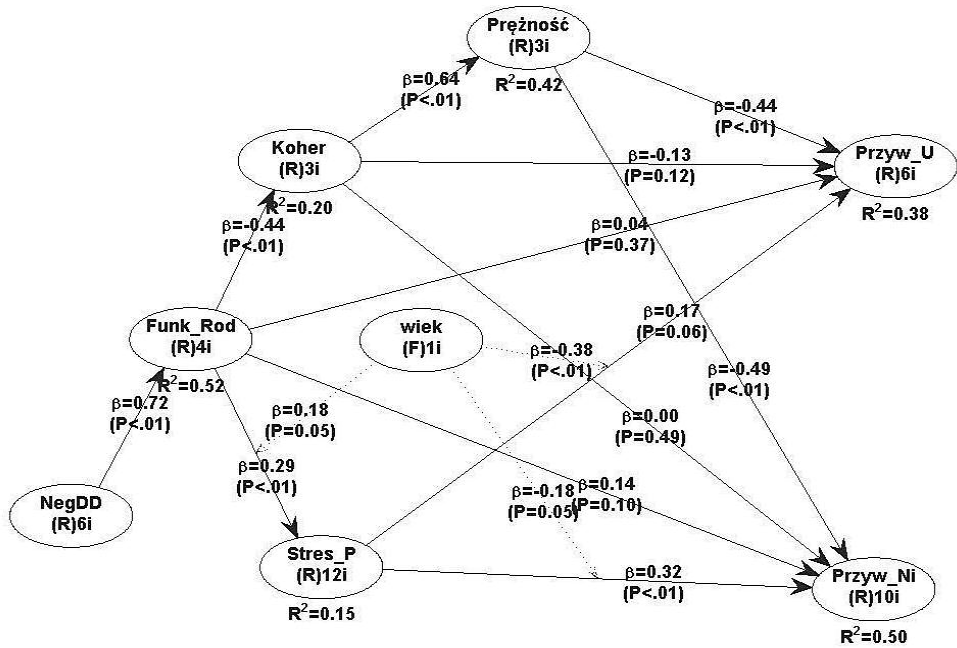 Prężność
(R)3i
R²=0.42
β=0.64
(P<.01)
β=-0.44
(P<.01)
Koher
(R)3i
R²=0.20
β=-0.13
(P=0.12)
Przyw_U
(R)6i
R²=0.38
β=-0.44
(P<.01)
β=0.04
(P=0.37)
Funk_Rod
(R)4i
R²=0.52
wiek
(F)1i
β=0.17
(P=0.06)
β=-0.38
(P<.01)
β=-0.49
(P<.01)
β=0.72
(P<.01)
β=0.18
(P=0.05)
β=0.00
(P=0.49)
β=0.29
(P<.01)
NegDD
(R)6i
β=-0.18
(P=0.05)
β=0.14
(P=0.10)
Stres_P
(R)12i
R²=0.15
β=0.32
(P<.01)
Przyw_Ni
(R)10i
R²=0.50